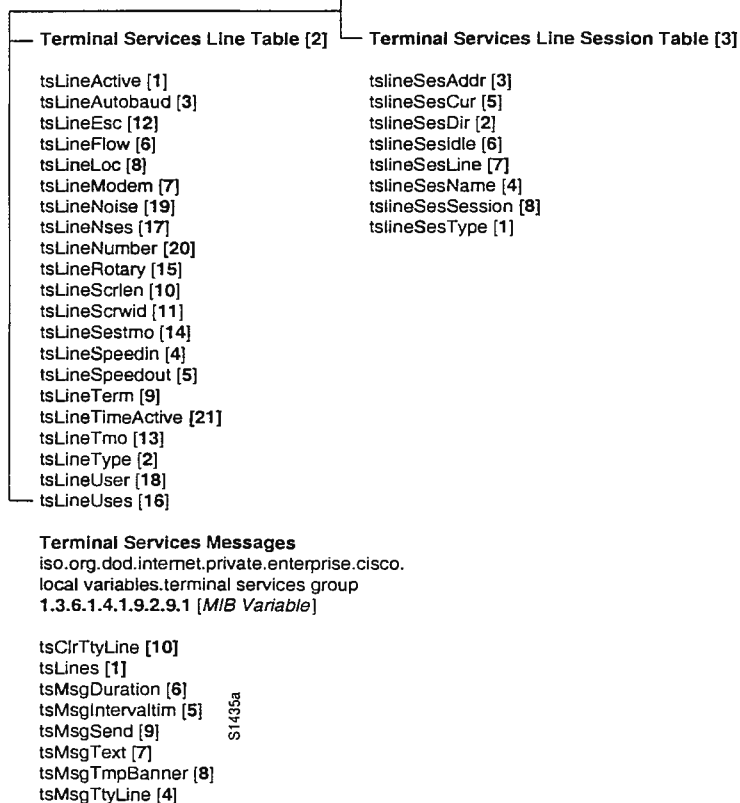 Terminal Services Line Table [2]
tsLineActive [1]
tsLineAutobaud [3]
tsLineEsc [12]
tsLineFlow [6]
tsLineLoc [8]
tsLineModem [7]
tsLineNoise [19]
tsLineNses [17]
tsLineNumber [20]
tsLineRotary [15]
tsLineScrlen [10]
tsLineScrwid [11]
tsLineSestmo [14]
tsLineSpeedin [4]
tsLineSpeedout [5]
tsLineTerm [9]
tsLineTimeActive [21]
tsLineTmo [13]
tsLineType [2]
tsLineUser [18]
tsLineUses [16]
Terminal Services Line Session Table [3]
tslineSesAddr [3]
tslineSesCur [5]
tslineSesDir [2]
tslineSesIdle [6]
tslineSesLine [7]
tslineSesName [4]
tslineSesSession [8]
tslineSesType [1]
Terminal Services Messages
iso.org.dod.internet.private.enterprise.cisco.
local variables.terminal services group
1.3.6.1.4.1.9.2.9.1 [MIB Variable]
tsClrTtyLine [10]
tsLines [1]
tsMsgDuration [6]
tsMsgIntervaltim [5]
tsMsgSend [9]
tsMsgText [7]
tsMsgTmpBanner [8]
tsMsgTtyLine [4]
S1435a